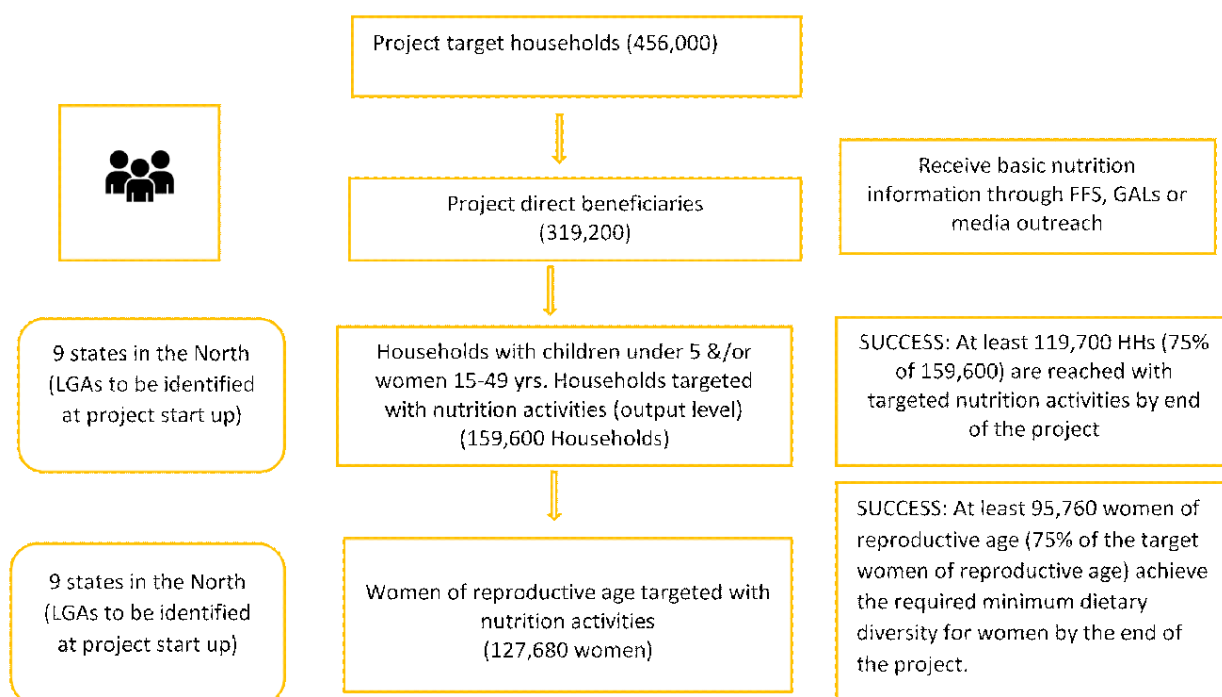 Project target households (456,000)
Project direct beneficiaries
(319,200)
Receive basic nutrition
information through FFS, GALs or
media outreach
9 states in the North
(LGAs to be identified
at project start up)
Households with children under 5 &/or
women 15-49 yrs. Households targeted
with nutrition activities (output level)
(159,600 Households)
SUCCESS: At least 119,700 HHs (75%
of 159,600) are reached with
targeted nutrition activities by end
of the project
9 states in the North
(LGAs to be identified
at project start up)
Women of reproductive age targeted with
nutrition activities
(127,680 women)
SUCCESS: At least 95,760 women of
reproductive age (75% of the target
women of reproductive age) achieve
the required minimum dietary
diversity for women by the end of
the project.